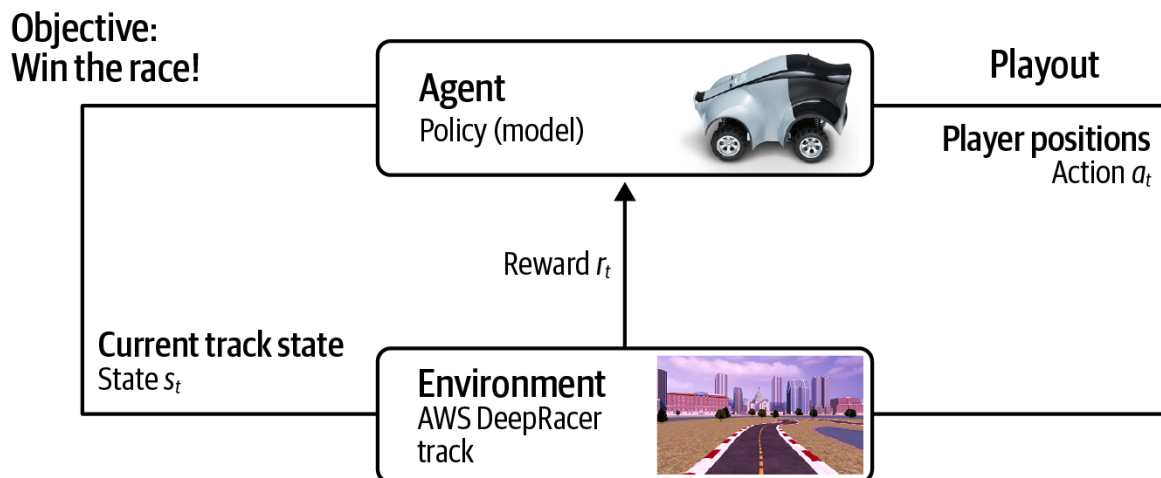 Objective:
Win the race!
Agent
Policy (model)
Playout
Player positions
Action aₜ
Reward rₜ
Current track state
State sₜ
Environment
AWS DeepRacer
track